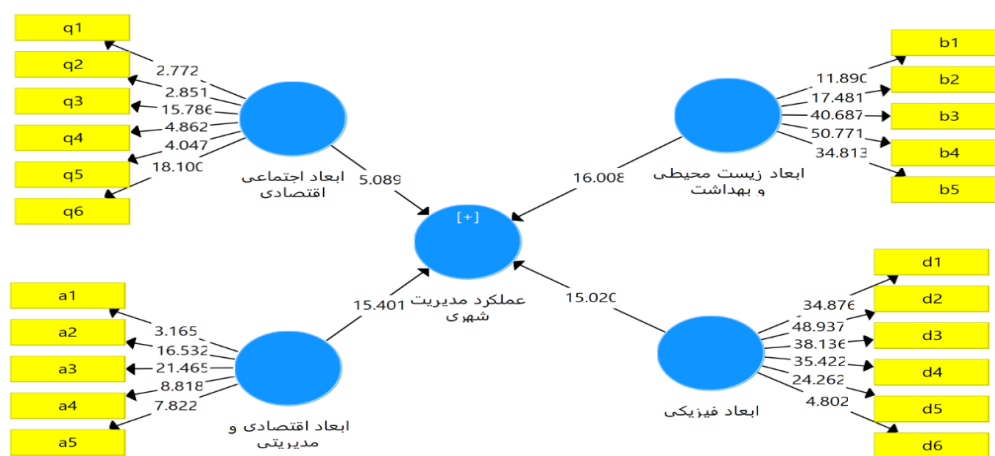 q1
q2
q3
q4
q5
q6
2.772
2.851
15.786
4.862
4.047
18.100
ابعاد اجتماعی
اقتصادی
5.089
b1
b2
b3
b4
b5
11.890
17.481
40.687
50.771
34.813
ابعاد زیست محیطی
و بهداشت
16.008
[+]
عملکرد مدیریت
شهری
a1
a2
a3
a4
a5
3.165
16.532
21.465
8.818
7.822
ابعاد اقتصادی و
مدیریتی
15.401
d1
d2
d3
d4
d5
d6
34.876
48.937
38.136
35.422
24.262
4.802
ابعاد فیزیکی
15.020